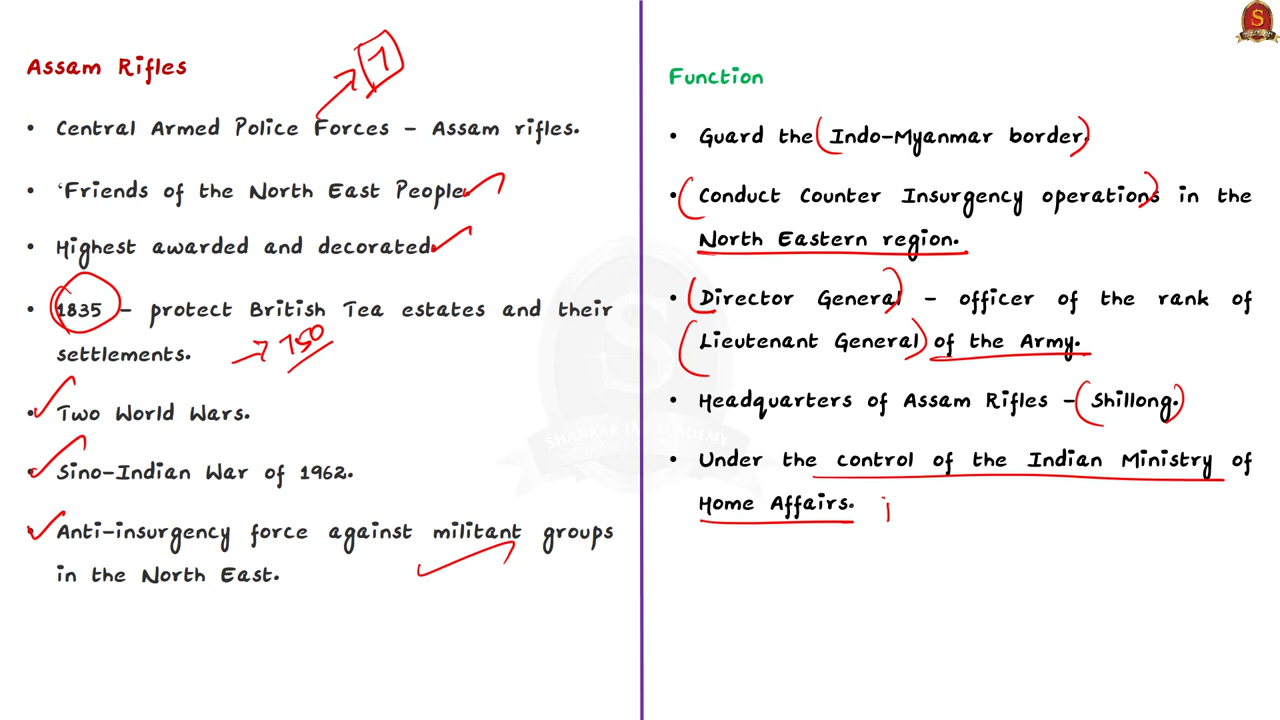 Assam Rifles
7
• Central Armed Police Forces – Assam rifles.
• ‘Friends of the North East People
• Highest awarded and decorated
• 1835 – protect British Tea estates and their
settlements.
→ 750
• Two World Wars.
• Sino-Indian War of 1962.
• Anti-insurgency force against militant groups
in the North East.
Function
• Guard the Indo-Myanmar border.
• Conduct Counter Insurgency operations in the
North Eastern region.
• Director General – officer of the rank of
Lieutenant General of the Army.
• Headquarters of Assam Rifles – Shillong.
• Under the control of the Indian Ministry of
Home Affairs.
S
SHANKAR IAS ACADEMY